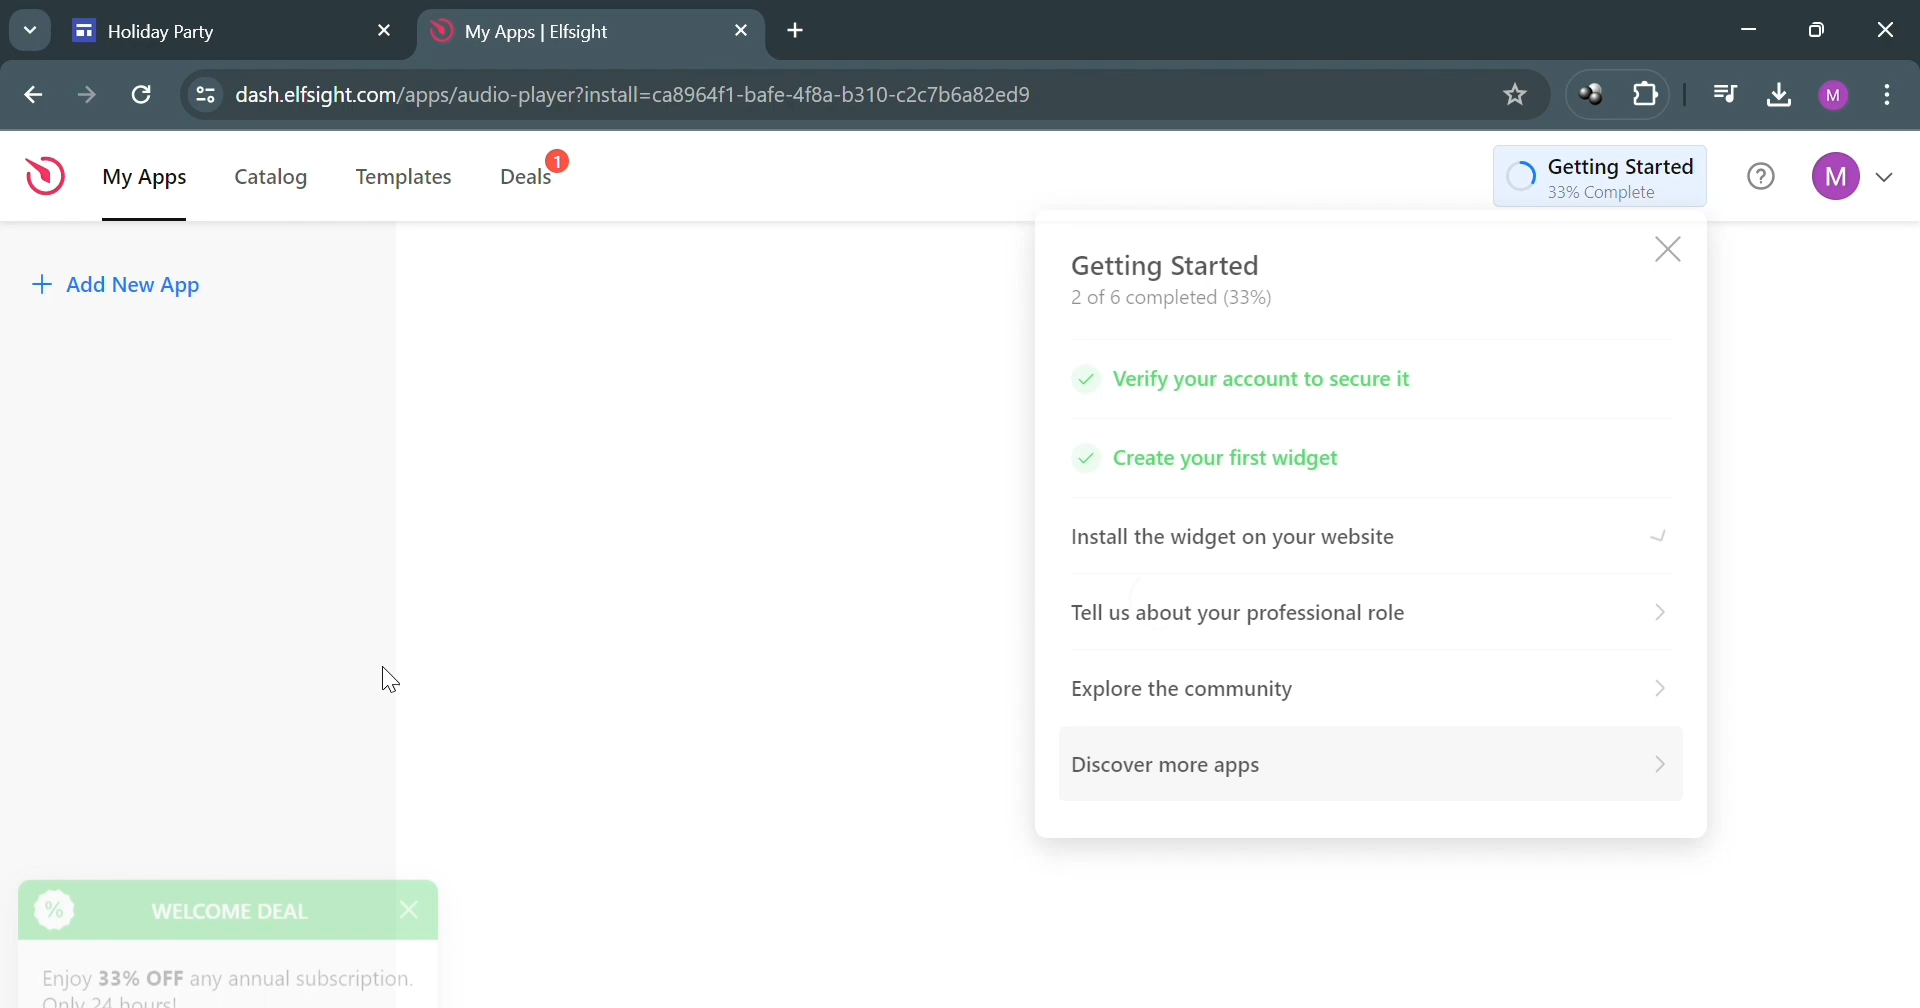 Holiday Party
My Apps | Elfsight
dash.elfsight.com/apps/audio-player?install=ca8964f1-bafe-4f8a-b310-c2c7b6a82ed9
M
My Apps
Catalog
Templates
Deals
1
Getting Started
33% Complete
?
M
+ Add New App
Getting Started
2 of 6 completed (33%)
Verify your account to secure it
Create your first widget
Install the widget on your website
Tell us about your professional role
Explore the community
Discover more apps
% WELCOME DEAL
Enjoy 33% OFF any annual subscription.
Only 24 hours!